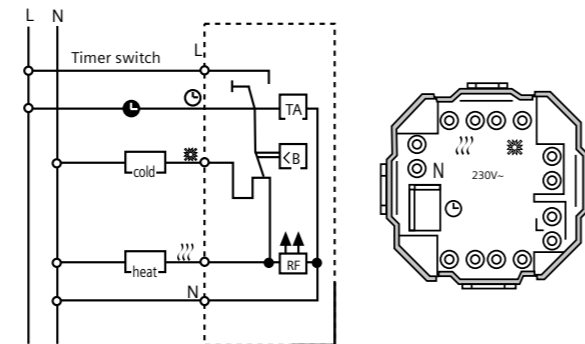 L N
Timer switch L
TA
cold
<B
heat
RF
N
N
230V~
L